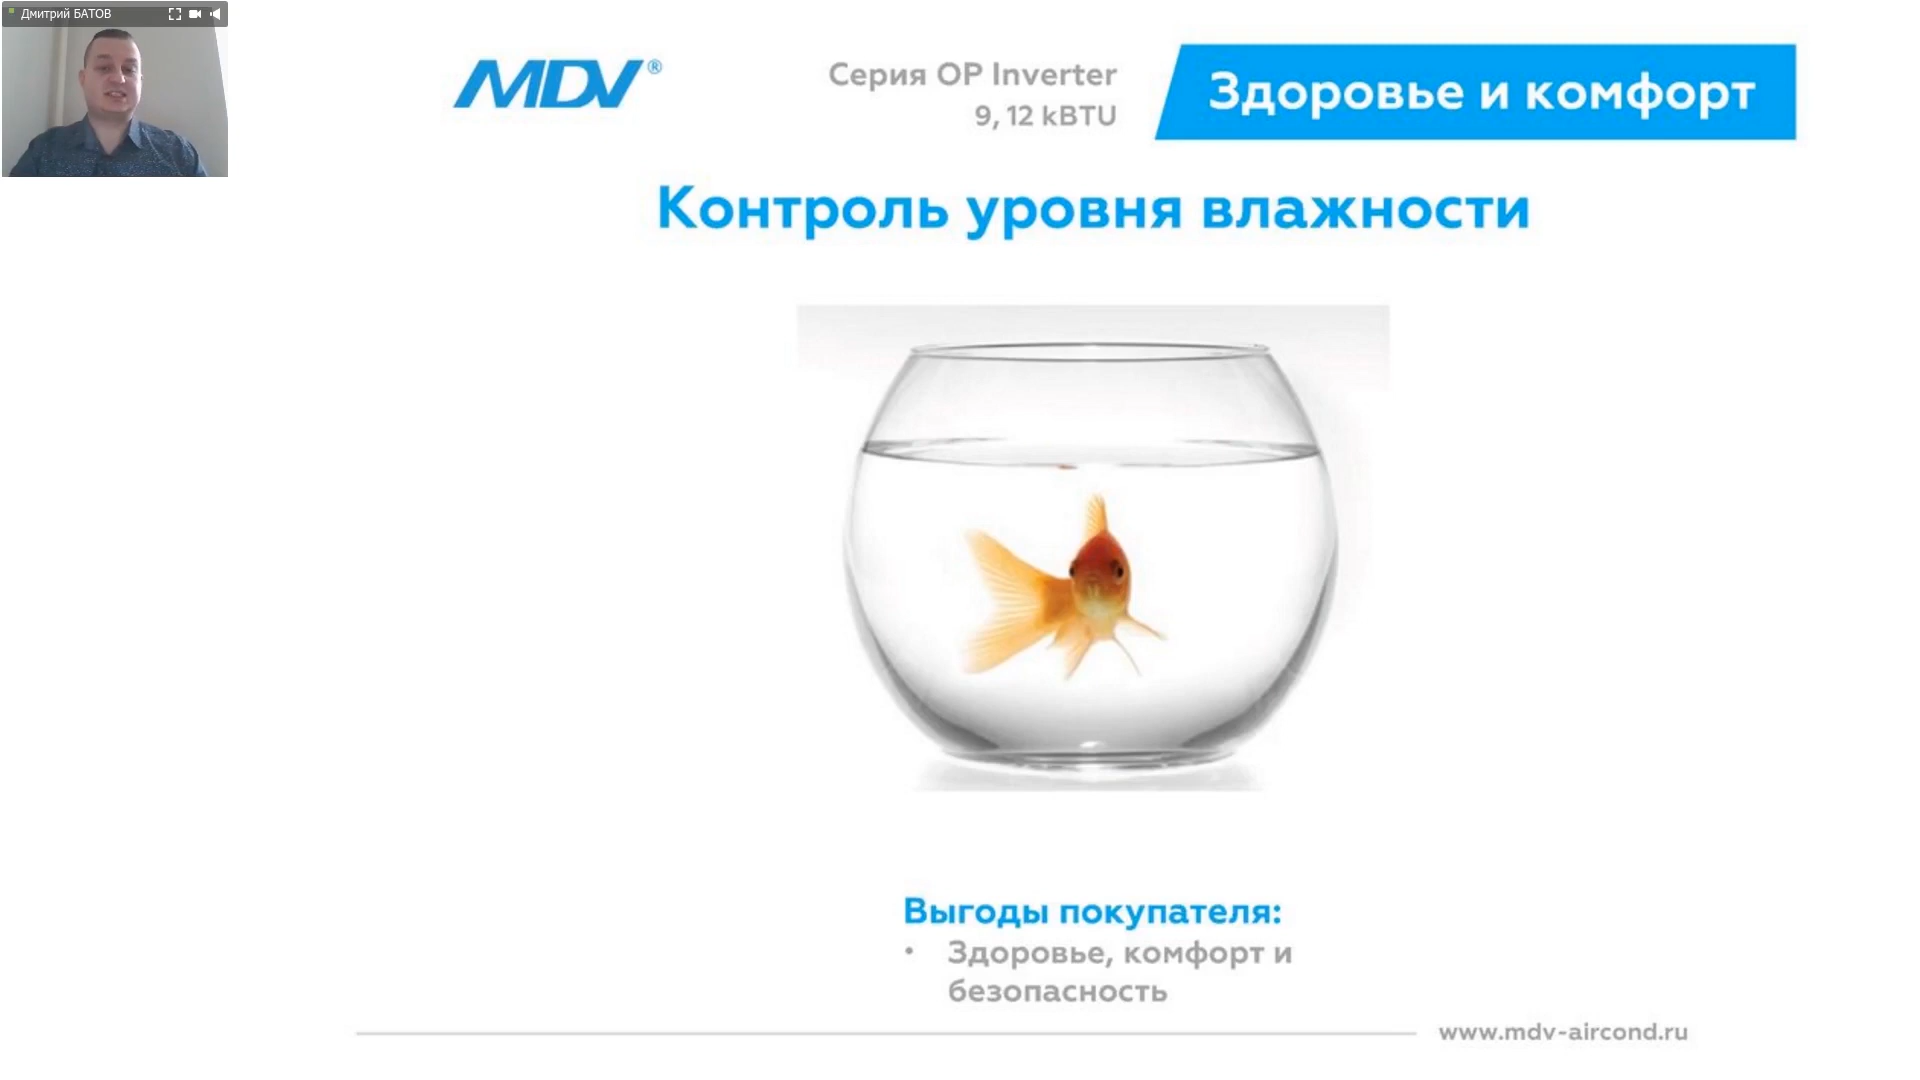 Дмитрий БАТОВ
MDV®
Серия OP Inverter
9, 12 kBTU
Здоровье и комфорт
Контроль уровня влажности
Выгоды покупателя:
• Здоровье, комфорт и
безопасность
www.mdv-aircond.ru